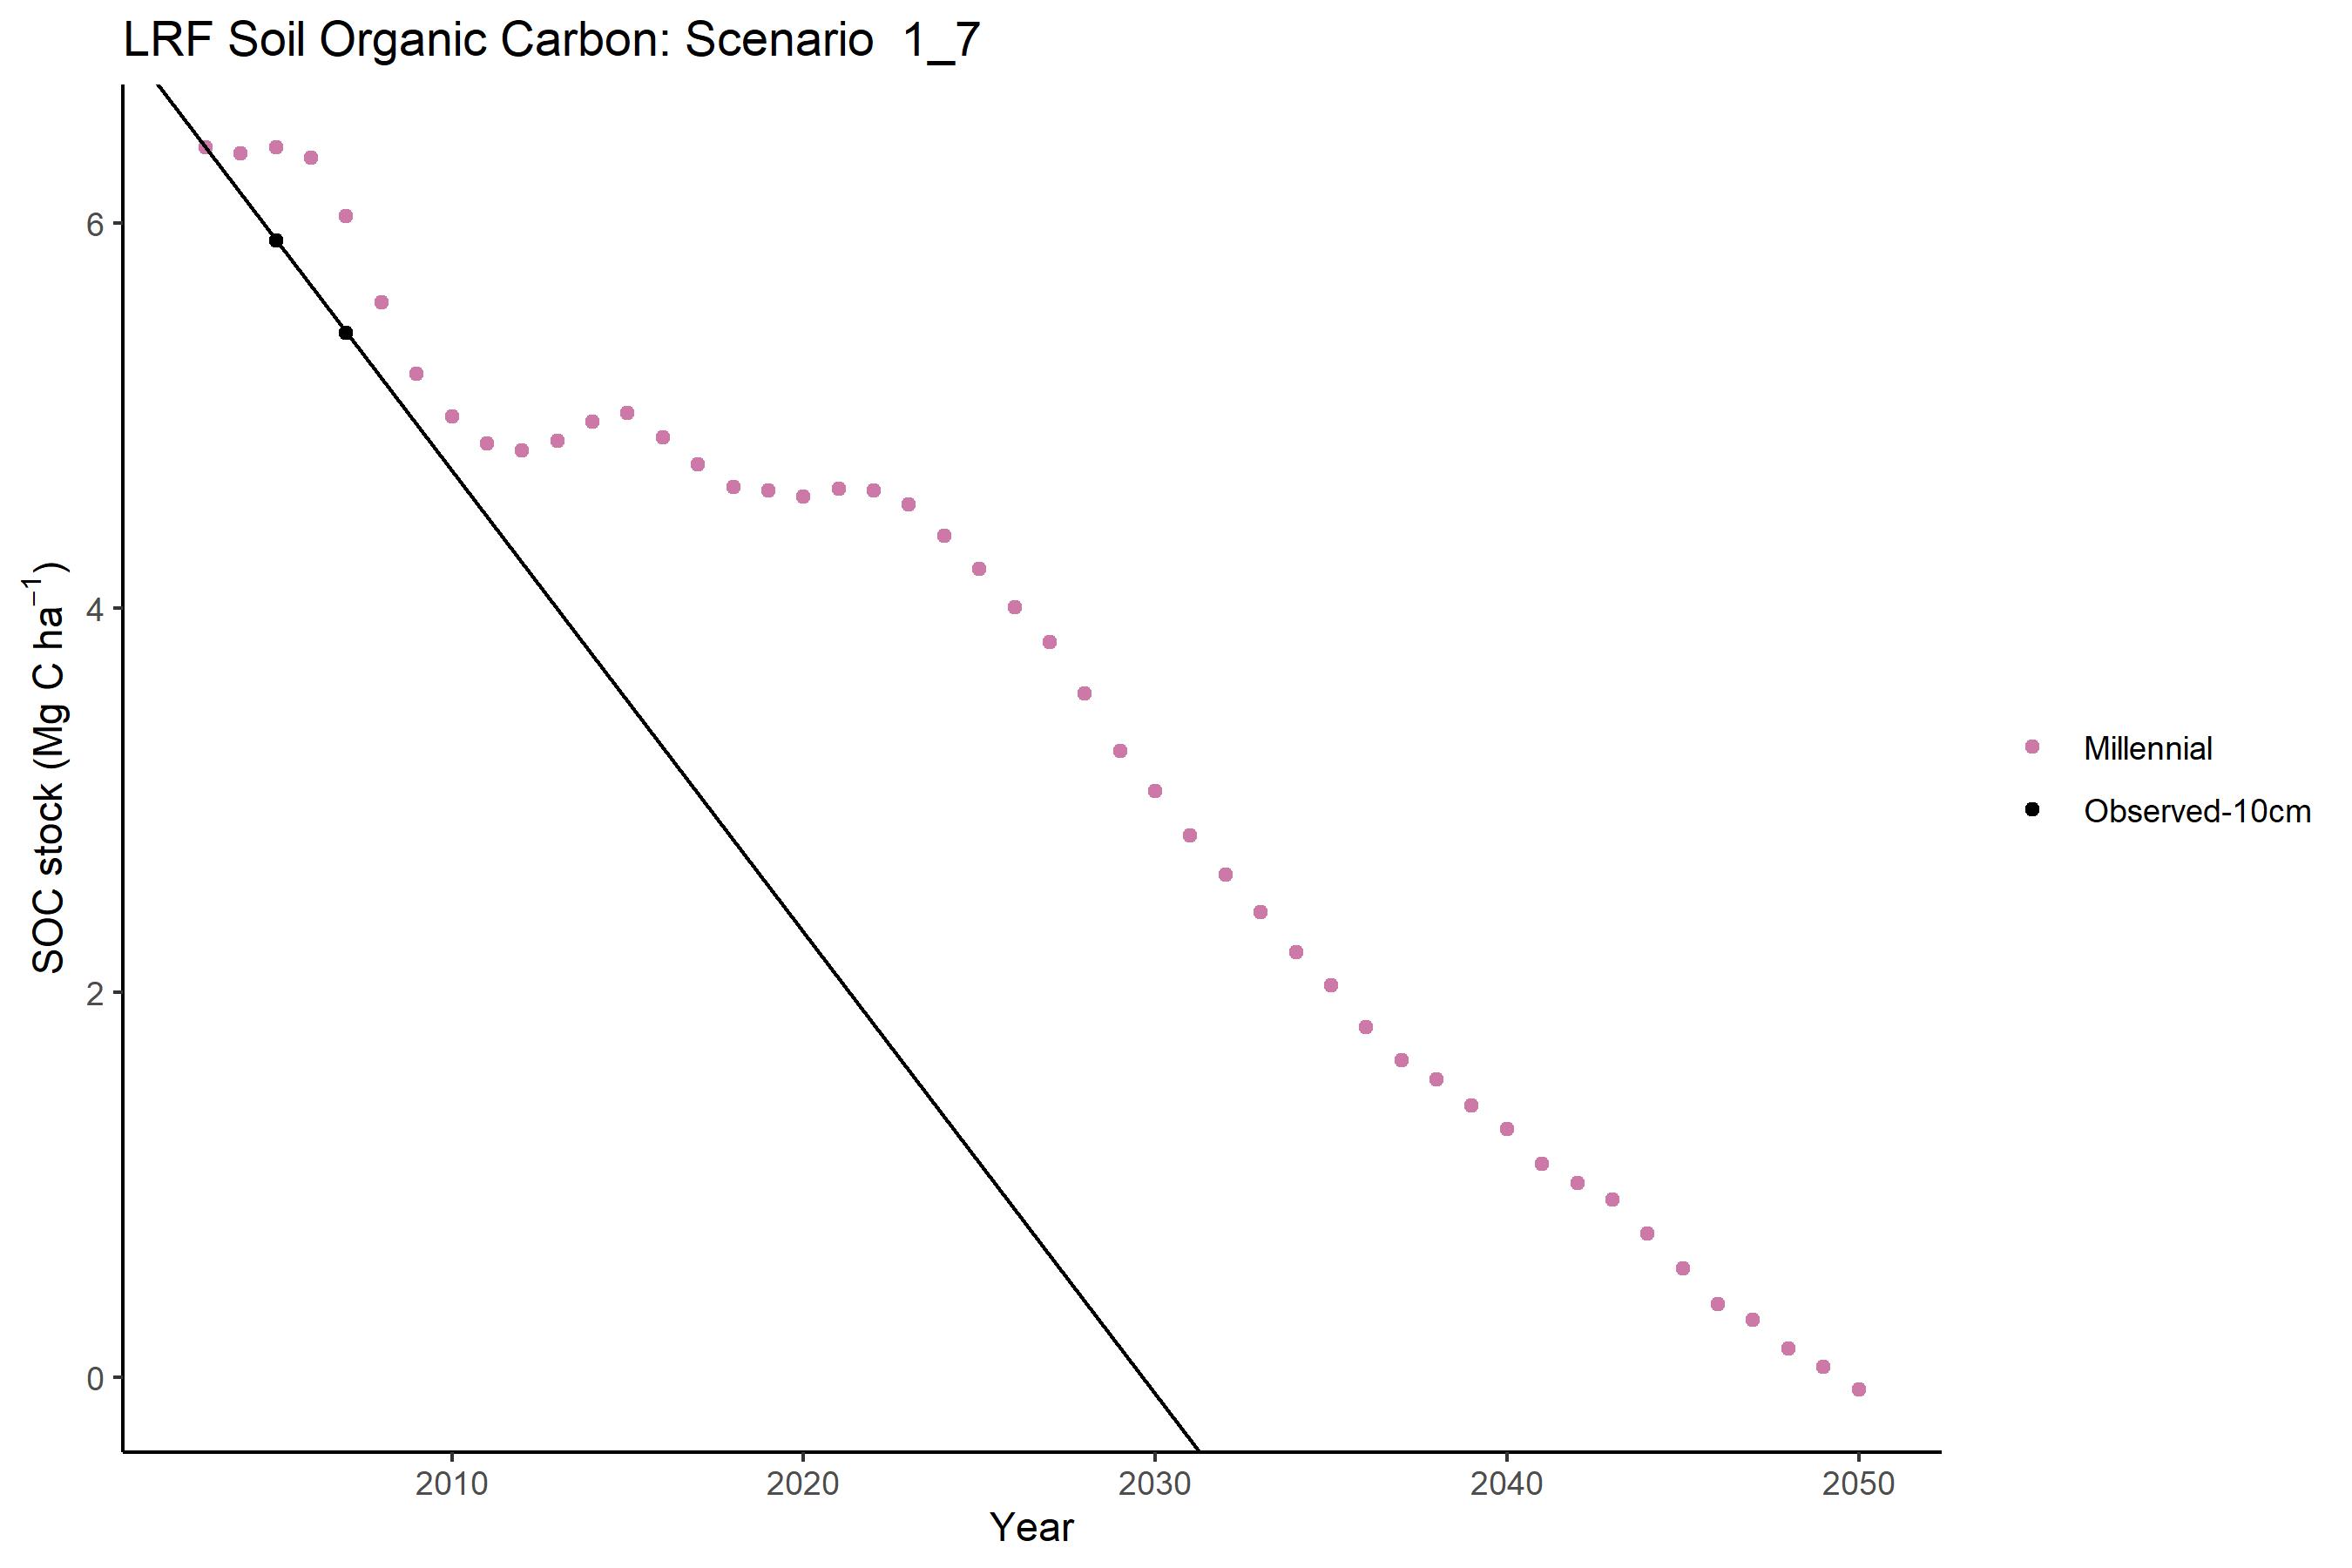 LRF Soil Organic Carbon: Scenario  1_7
SOC stock (Mg C ha⁻¹)
6
4
2
0
2010
2020
2030
2040
2050
Year
Millennial
Observed-10cm